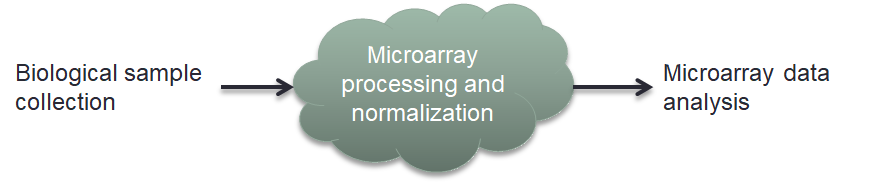 Biological sample
collection
Microarray
processing and
normalization
Microarray data
analysis